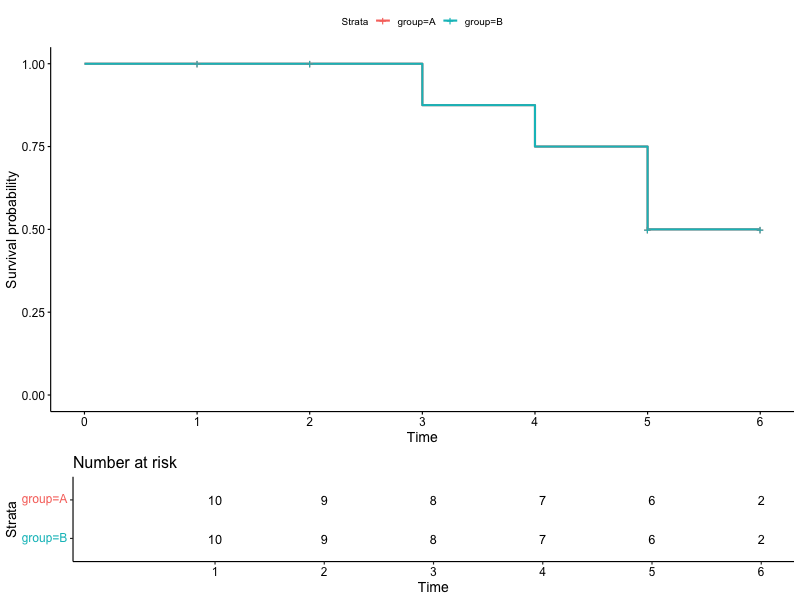 Strata group=A group=B
1.00
0.75
0.50
0.25
0.00
Survival probability
0 1 2 3 4 5 6
Time
Number at risk
Strata
group=A 10 9 8 7 6 2
group=B 10 9 8 7 6 2
1 2 3 4 5 6
Time